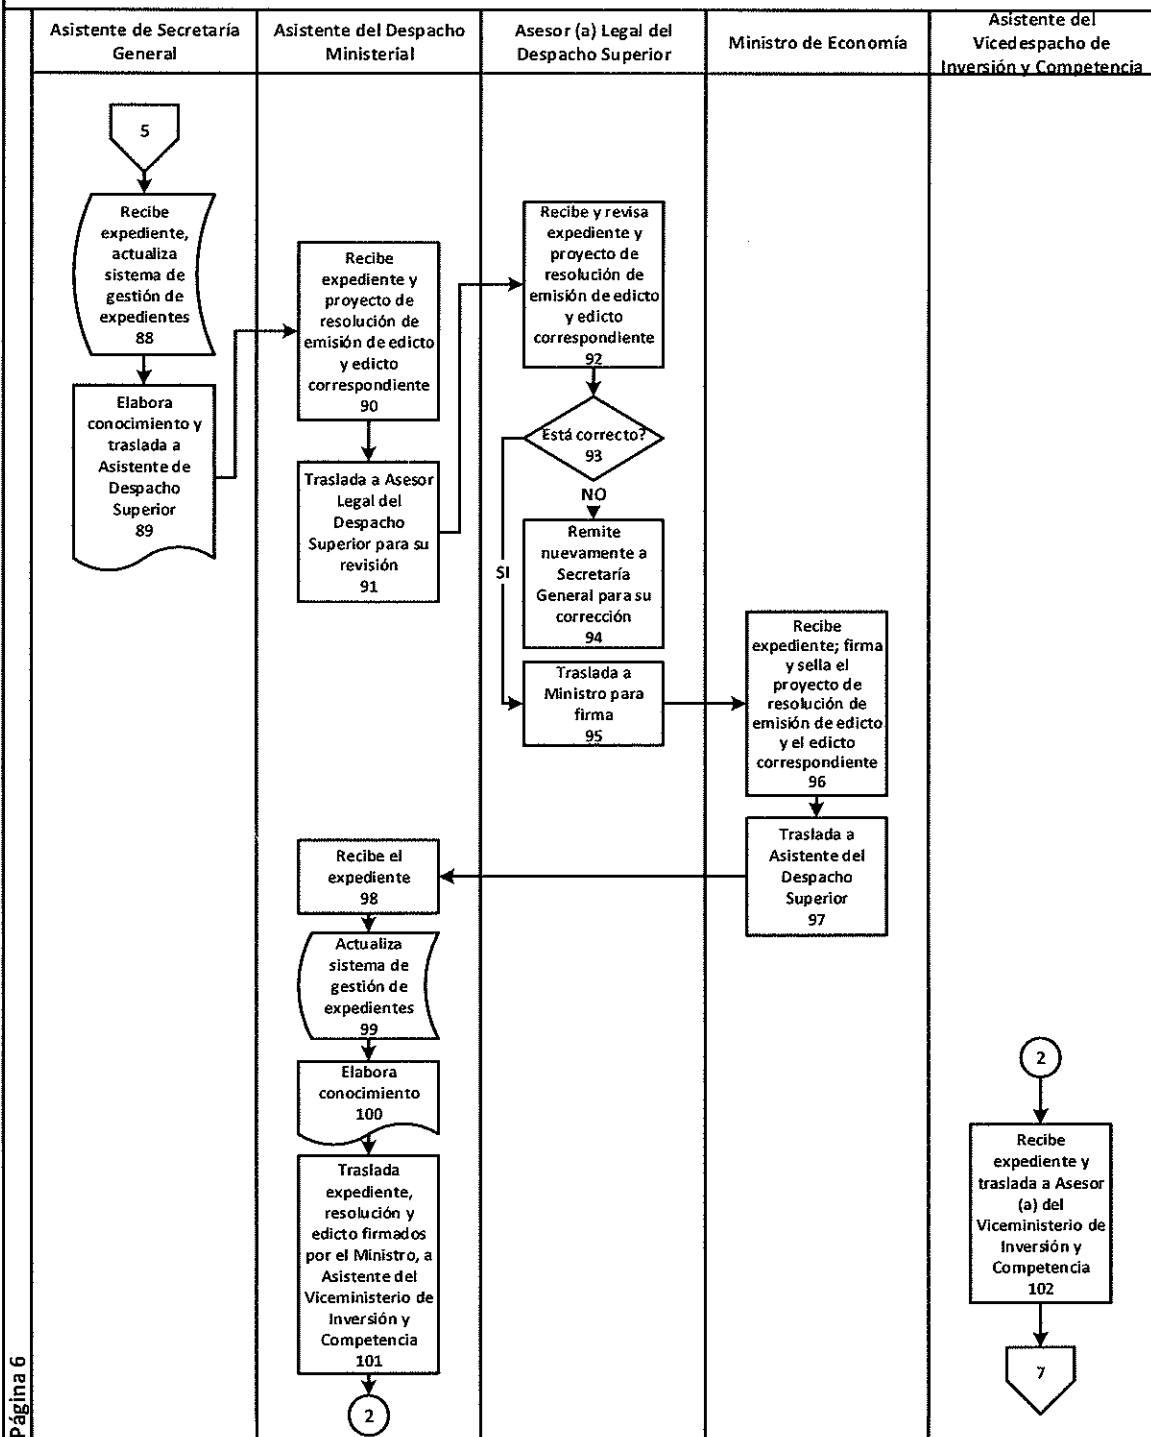 Asistente de Secretaría
General
Asistente del Despacho
Ministerial
Asesor (a) Legal del
Despacho Superior
Ministro de Economía
Asistente del
Vicedespacho de
Inversión y Competencia
5
Recibe
expediente,
actualiza
sistema de
gestión de
expedientes
88
Elabora
conocimiento y
traslada a
Asistente de
Despacho
Superior
89
Recibe
expediente y
proyecto de
resolución de
emisión de edicto
y edicto
correspondiente
90
Traslada a Asesor
Legal del
Despacho
Superior para su
revisión
91
Recibe y revisa
expediente y
proyecto de
resolución de
emisión de edicto
y edicto
correspondiente
92
Está correcto?
93
NO
SI
Remite
nuevamente a
Secretaría
General para su
corrección
94
Traslada a
Ministro para
firma
95
Recibe
expediente; firma
y sella el
proyecto de
resolución de
emisión de edicto
y el edicto
correspondiente
96
Traslada a
Asistente del
Despacho
Superior
97
Recibe el
expediente
98
Actualiza
sistema de
gestión de
expedientes
99
Elabora
conocimiento
100
Traslada
expediente,
resolución y
edicto firmados
por el Ministro, a
Asistente del
Viceministerio de
Inversión y
Competencia
101
2
2
Recibe
expediente y
traslada a Asesor
(a) del
Viceministerio de
Inversión y
Competencia
102
7
Página 6